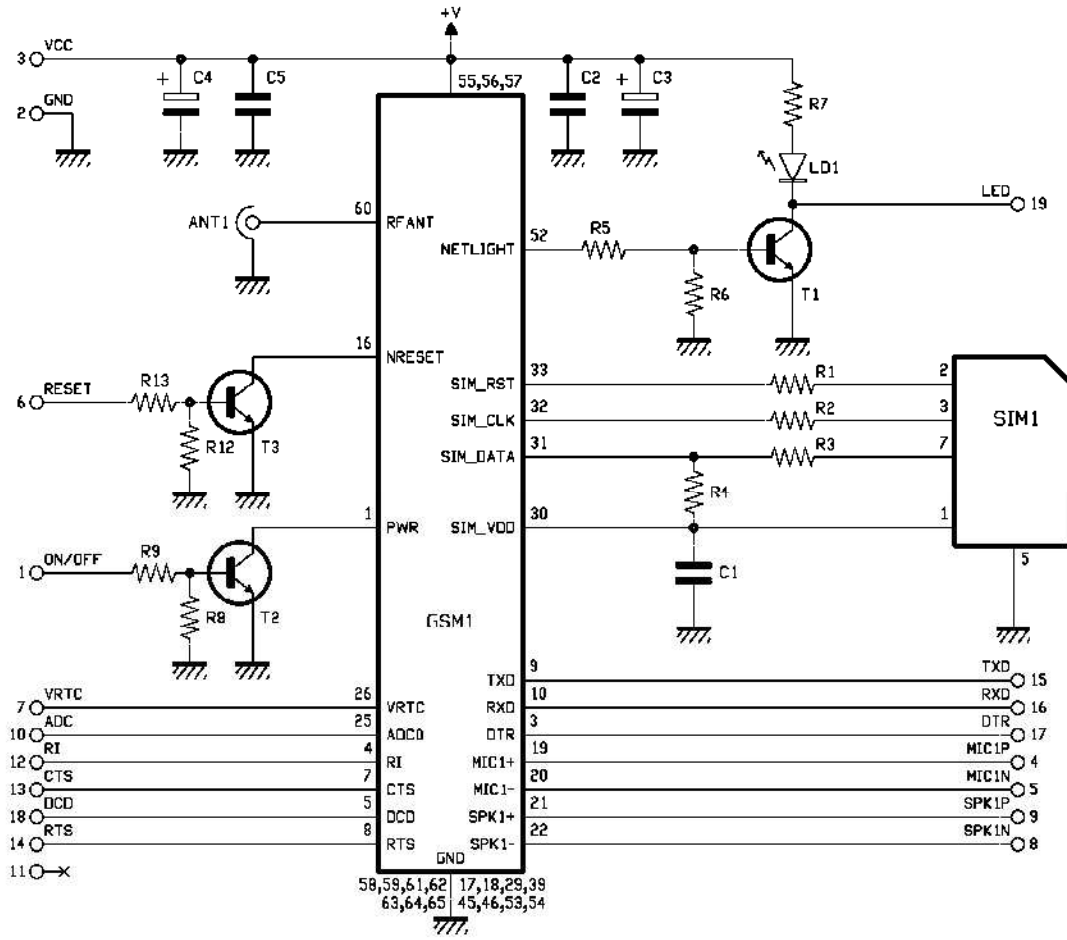 +V
3 VCC
+ C4 C5 55,56,57 C2 + C3
2 GND
R7
LD1
LED 19
ANT1 60 RFANT
NETLIGHT 52 R5
R6 T1
16 NRESET
6 RESET R13
R12 T3
SIM_RST 33 R1 2
SIM_CLK 32 R2 3
SIM_DATA 31 R3 7
SIM1
R4
1 PWR
SIM_VDD 30 1
1 ON/OFF R9
R8 T2
C1
5
GSM1
TXD 9 TXD 15
RXD 10 RXD 16
DTR 3 DTR 17
MIC1+ 19 MIC1P 4
MIC1- 20 MIC1N 5
SPK1+ 21 SPK1P 9
SPK1- 22 SPK1N 8
7 VRTC 26 VRTC
10 ADC 25 ADC0
12 RI 4 RI
13 CTS 7 CTS
18 DCD 5 DCD
14 RTS 8 RTS
11
GND
58,59,61,62 17,18,29,39
63,64,65 45,46,53,54